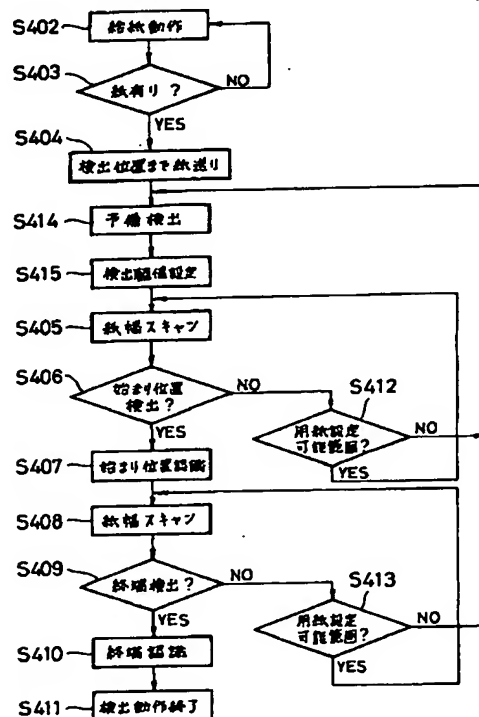 S402
給紙動作
S403
紙有り?
NO
YES
S404
検出位置まで紙送り
S414
予備検出
S415
検出閾値設定
S405
紙幅スキャン
S406
始まり位置
検出?
NO
YES
S412
用紙設定
可能範囲?
NO
YES
S407
始まり位置認識
S408
紙幅スキャン
S409
終端検出?
NO
YES
S413
用紙設定
可能範囲?
NO
YES
S410
終端認識
S411
検出動作終了